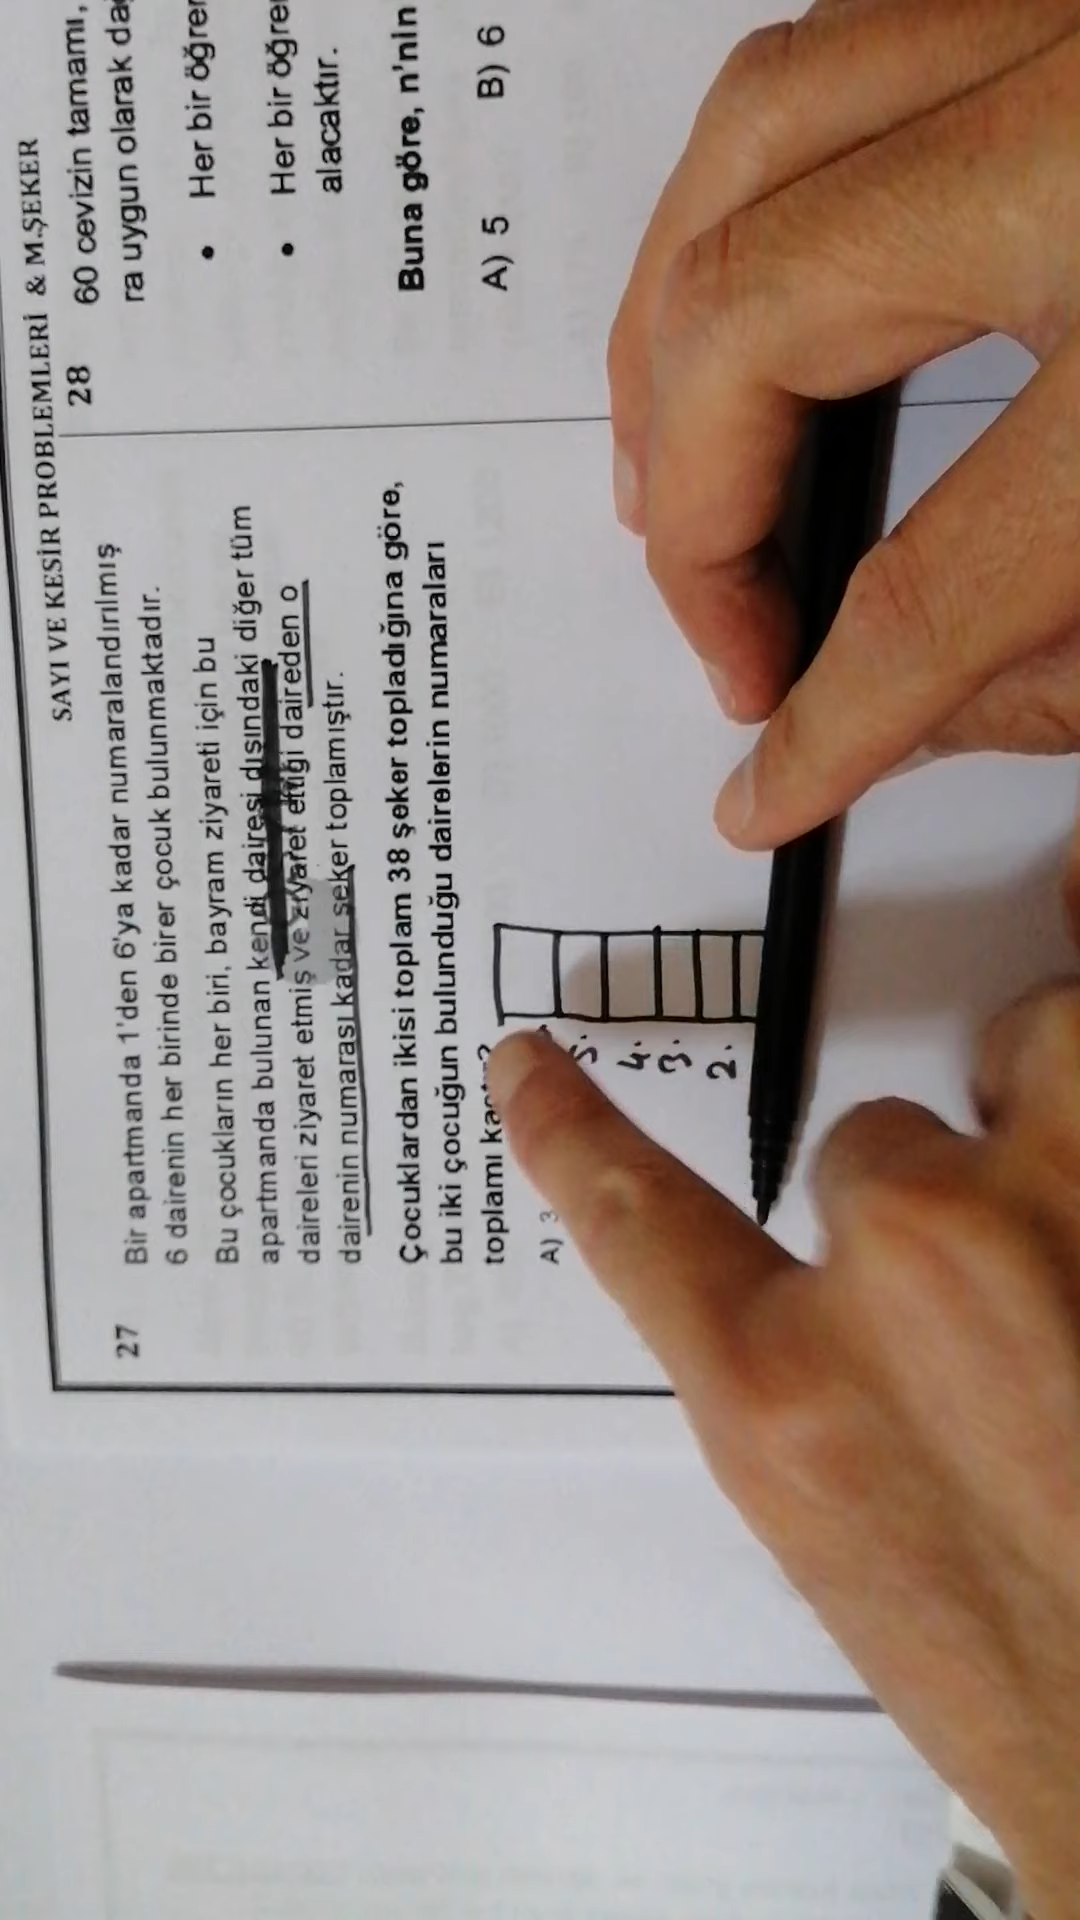 SAYI VE KESİR PROBLEMLERİ & M.ŞEKER
27
Bir apartmanda 1'den 6'ya kadar numaralandırılmış
6 dairenin her birinde birer çocuk bulunmaktadır.
Bu çocukların her biri, bayram ziyareti için bu
apartmanda bulunan kendi dairesi dışındaki diğer tüm
daireleri ziyaret etmiş ve ziyaret ettiği daireden o
dairenin numarası kadar şeker toplamıştır.
Çocuklardan ikisi toplam 38 şeker topladığına göre,
bu iki çocuğun bulunduğu dairelerin numaraları
toplamı
A) 3
5.
4.
3.
2.
28
60 cevizin tamamı,
ra uygun olarak
• Her bir
• Her bir
alacaktır.
Buna göre, n'nin
A) 5 B) 6